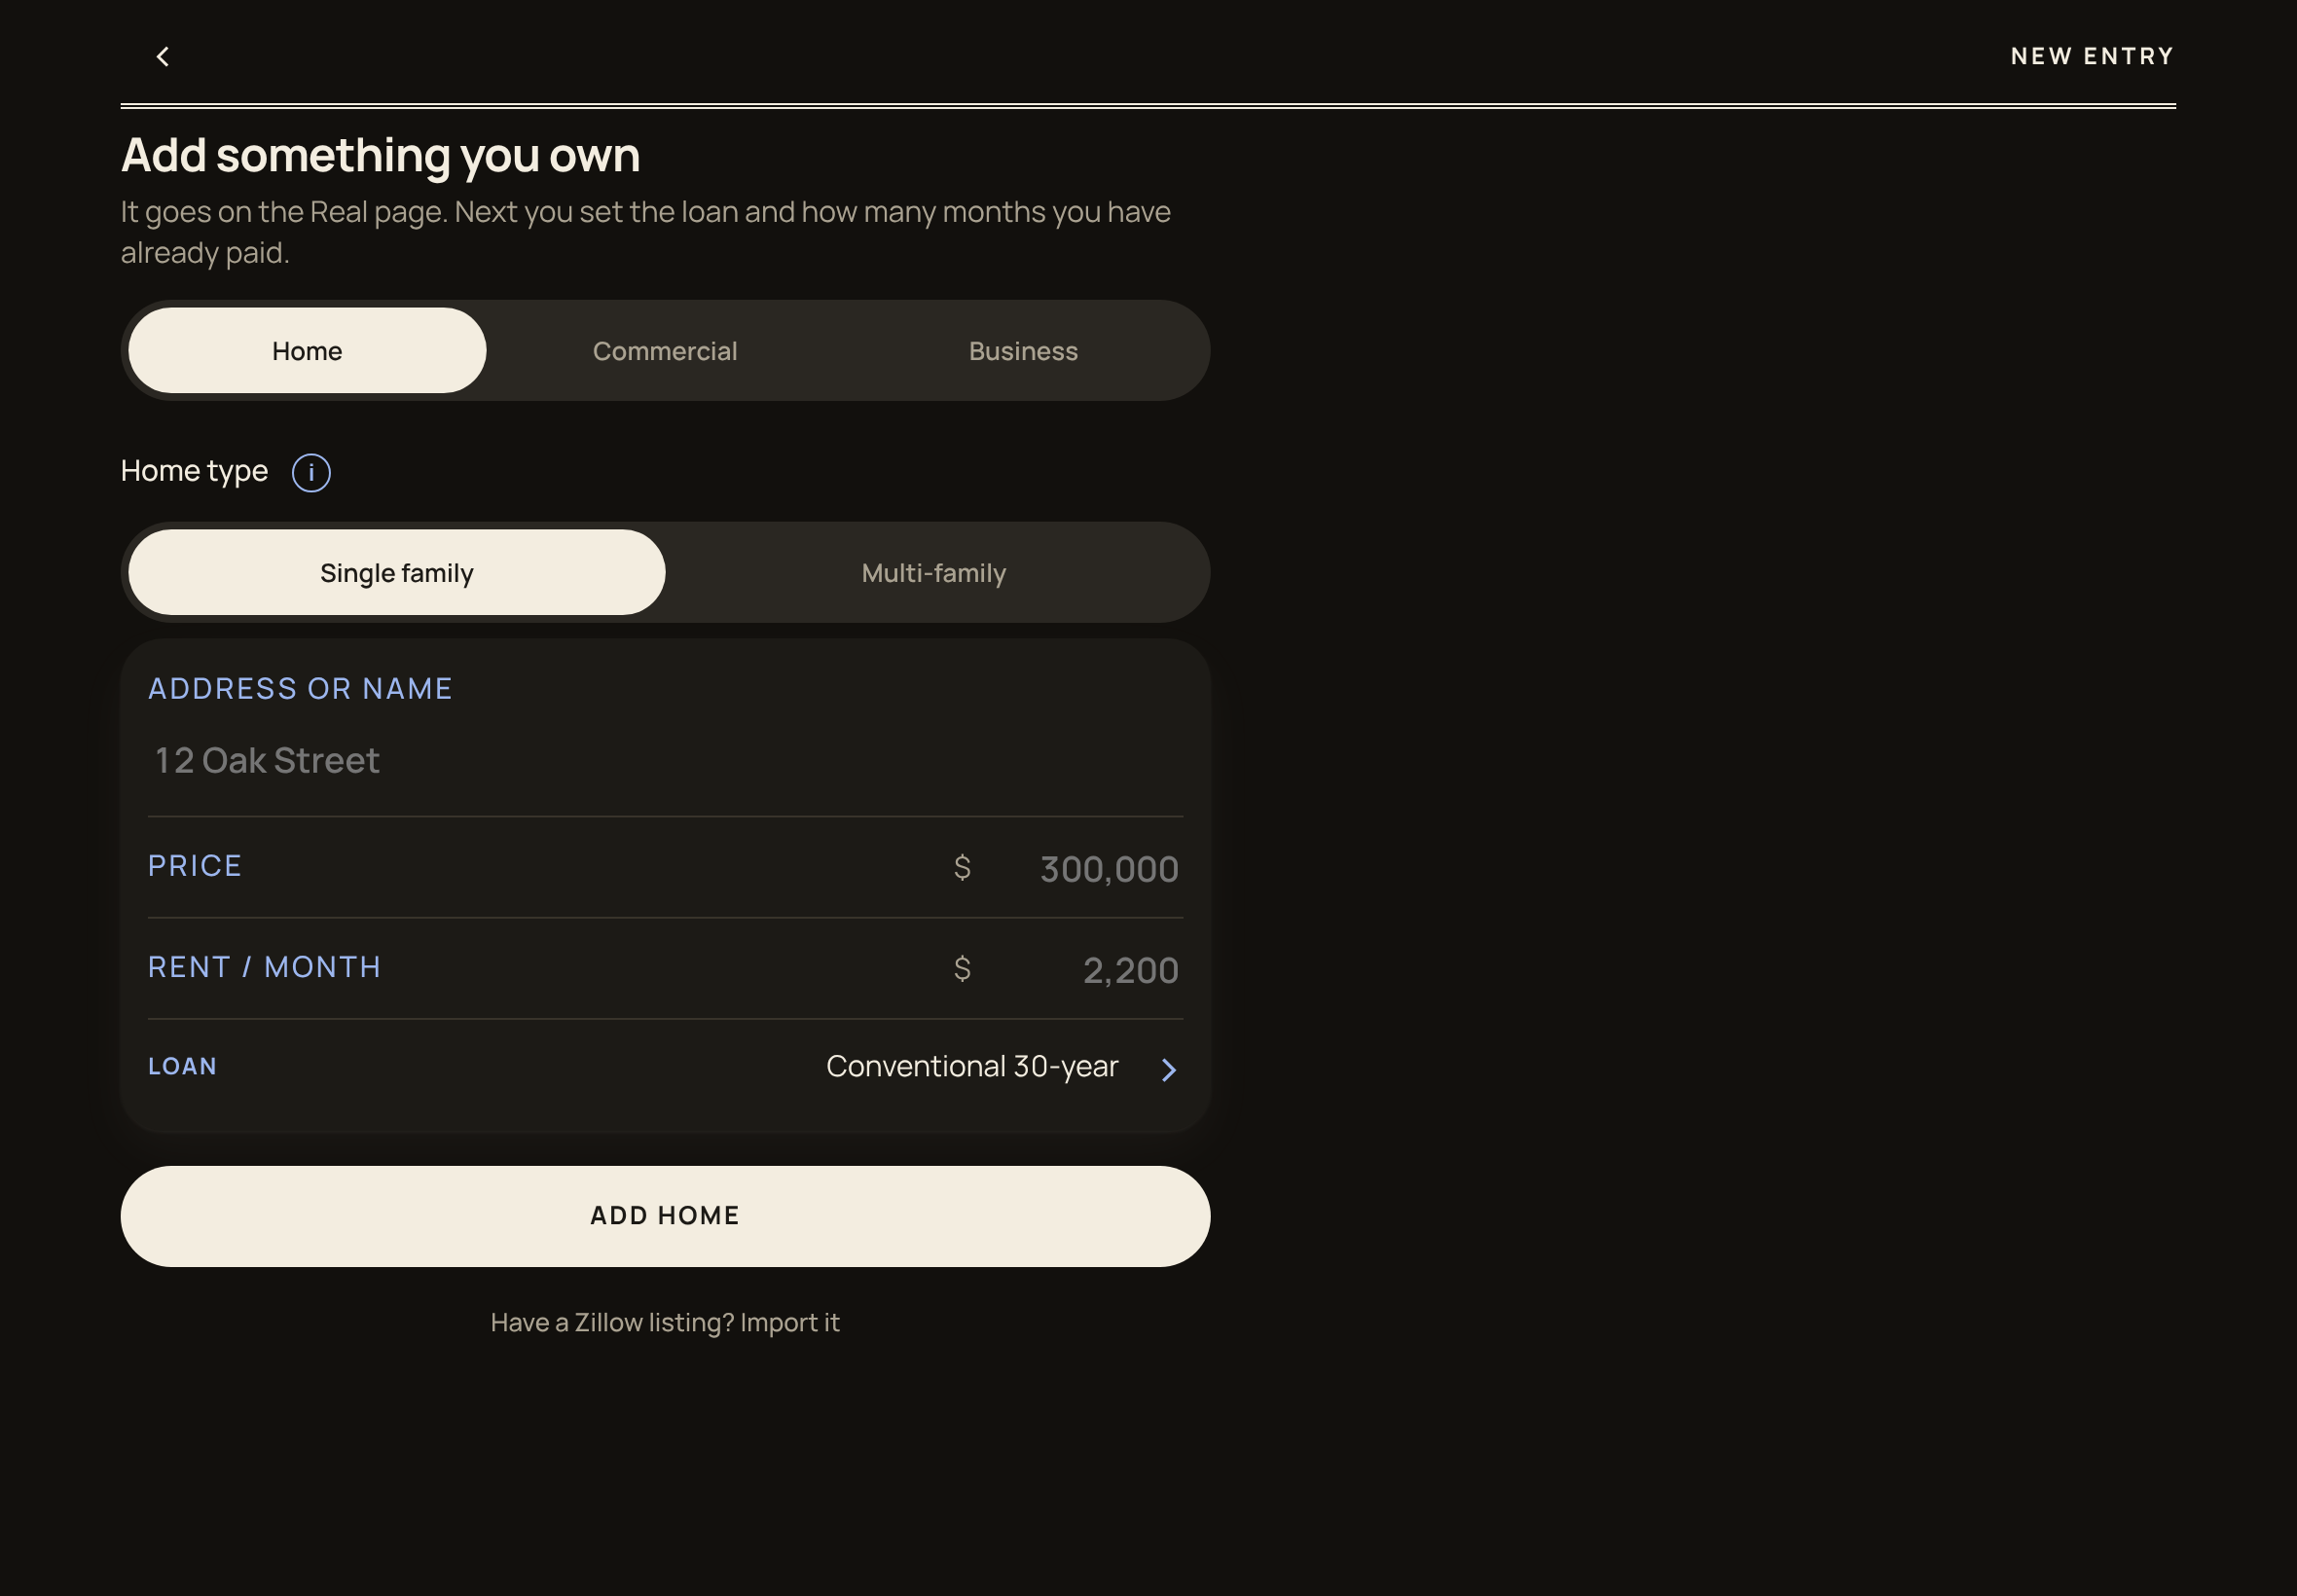 NEW ENTRY
Add something you own
It goes on the Real page. Next you set the loan and how many months you have
already paid.
Home Commercial Business
Home type i
Single family Multi-family
ADDRESS OR NAME
12 Oak Street
PRICE $ 300,000
RENT / MONTH $ 2,200
LOAN Conventional 30-year
ADD HOME
Have a Zillow listing? Import it